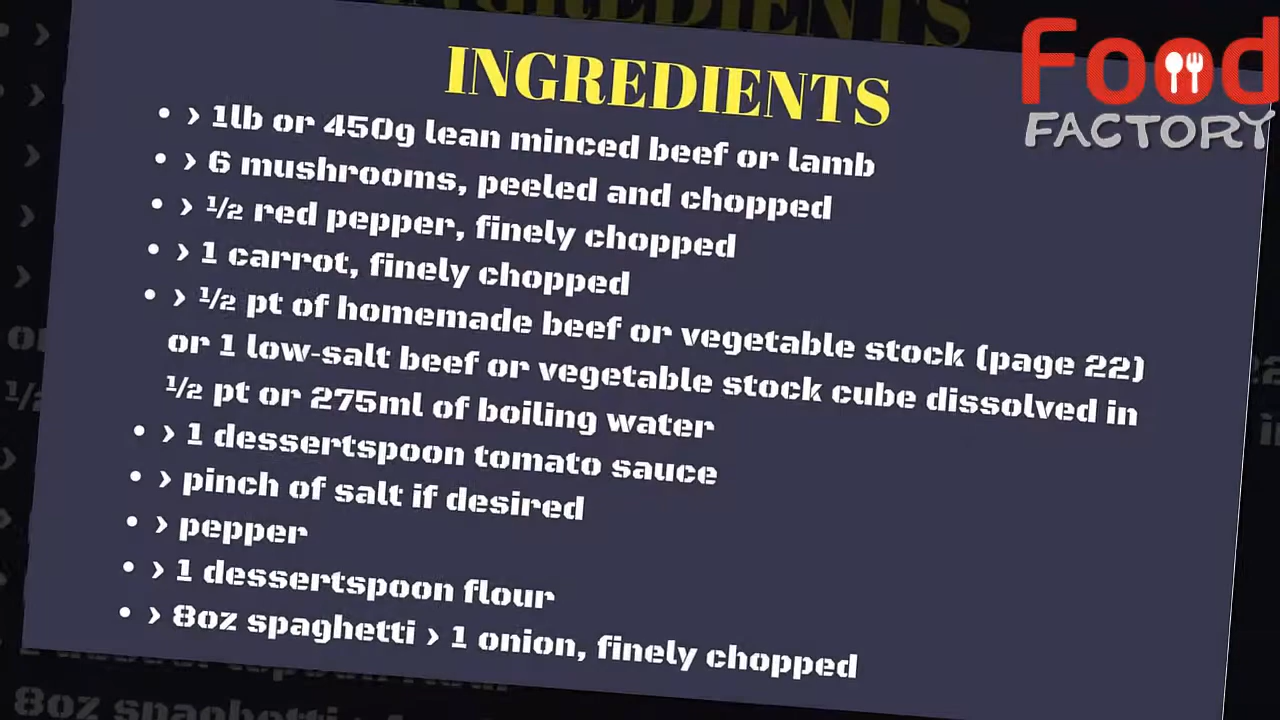 INGREDIENTS
Food
FACTORY
• › 1lb or 450g lean minced beef or lamb
• › 6 mushrooms, peeled and chopped
• › ½ red pepper, finely chopped
• › 1 carrot, finely chopped
• › ½ pt of homemade beef or vegetable stock (page 22)
or 1 low-salt beef or vegetable stock cube dissolved in
½ pt or 275ml of boiling water
• › 1 dessertspoon tomato sauce
• › pinch of salt if desired
• › pepper
• › 1 dessertspoon flour
• › 8oz spaghetti › 1 onion, finely chopped